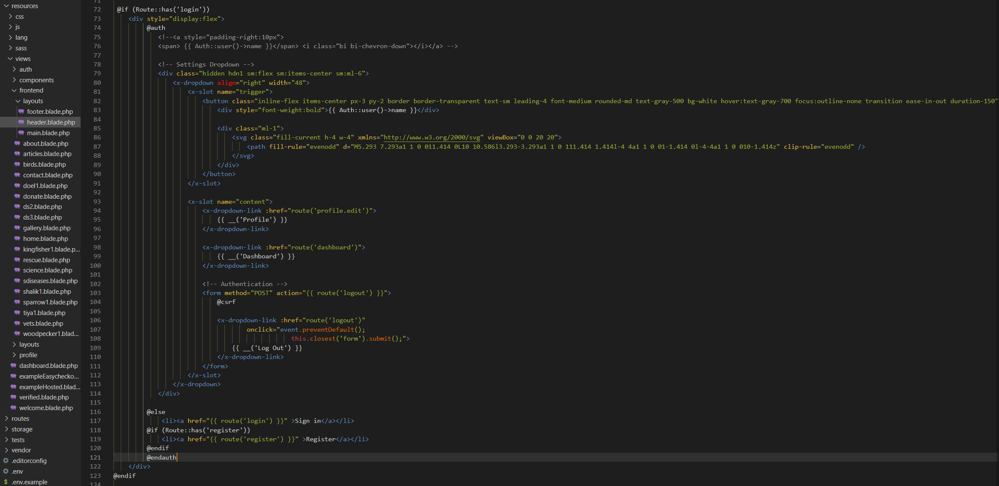 resources
css
js
lang
sass
views
auth
components
frontend
layouts
footer.blade.php
header.blade.php
main.blade.php
about.blade.php
articles.blade.php
birds.blade.php
contact.blade.php
doel1.blade.php
donate.blade.php
ds2.blade.php
ds3.blade.php
gallery.blade.php
home.blade.php
kingfisher1.blade.p...
rescue.blade.php
science.blade.php
sdiseases.blade.php
shalik1.blade.php
sparrow1.blade.php
tiya1.blade.php
vets.blade.php
woodpecker1.blad...
layouts
profile
dashboard.blade.php
exampleEasychecko...
exampleHosted.blad...
verified.blade.php
welcome.blade.php
routes
storage
tests
vendor
.editorconfig
.env
$ .env.example
71
72 @if (Route::has('login'))
73 <div style="display:flex">
74 @auth
75 <!--<a style="padding-right:10px">
76 <span> {{ Auth::user()->name }}</span> <i class="bi bi-chevron-down"></i></a> -->
77
78 <!-- Settings Dropdown -->
79 <div class="hidden hdn1 sm:flex sm:items-center sm:ml-6">
80 <x-dropdown align="right" width="48">
81 <x-slot name="trigger">
82 <button class="inline-flex items-center px-3 py-2 border border-transparent text-sm leading-4 font-medium rounded-md text-gray-500 bg-white hover:text-gray-700 focus:outline-none transition ease-in-out duration-150"
83 <div style="font-weight:bold">{{ Auth::user()->name }}</div>
84
85 <div class="ml-1">
86 <svg class="fill-current h-4 w-4" xmlns="http://www.w3.org/2000/svg" viewBox="0 0 20 20">
87 <path fill-rule="evenodd" d="M5.293 7.293a1 1 0 011.414 0L10 10.586l3.293-3.293a1 1 0 111.414 1.414l-4 4a1 1 0 01-1.414 0l-4-4a1 1 0 010-1.414z" clip-rule="evenodd" />
88 </svg>
89 </div>
90 </button>
91 </x-slot>
92
93 <x-slot name="content">
94 <x-dropdown-link :href="route('profile.edit')">
95 {{ __('Profile') }}
96 </x-dropdown-link>
97
98 <x-dropdown-link :href="route('dashboard')">
99 {{ __('Dashboard') }}
100 </x-dropdown-link>
101
102 <!-- Authentication -->
103 <form method="POST" action="{{ route('logout') }}">
104 @csrf
105
106 <x-dropdown-link :href="route('logout')"
107 onclick="event.preventDefault();
108 this.closest('form').submit();">
109 {{ __('Log Out') }}
110 </x-dropdown-link>
111 </form>
112 </x-slot>
113 </x-dropdown>
114 </div>
115
116 @else
117 <li><a href="{{ route('login') }}" >Sign in</a></li>
118 @if (Route::has('register'))
119 <li><a href="{{ route('register') }}" >Register</a></li>
120 @endif
121 @endauth
122 </div>
123 @endif
124